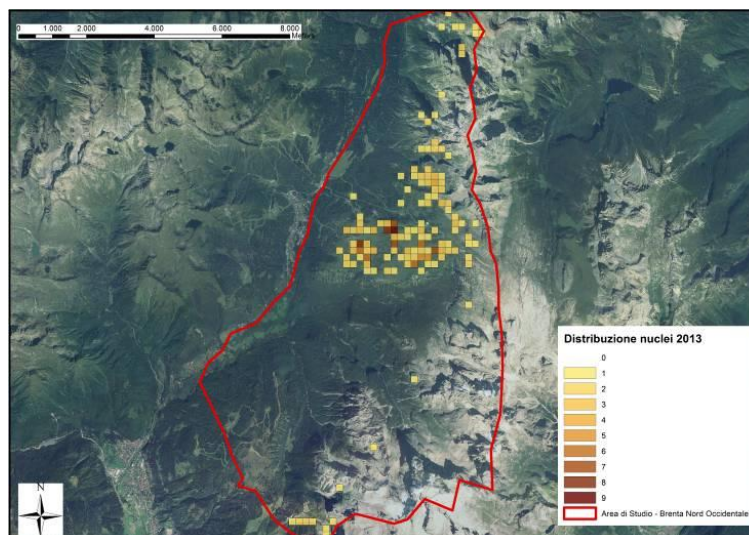 0 1.000 2.000 4.000 6.000 8.000
Meters
Distribuzione nuclei 2013
0
1
2
3
4
5
6
7
8
9
Area di Studio - Brenta Nord Occidentale
N